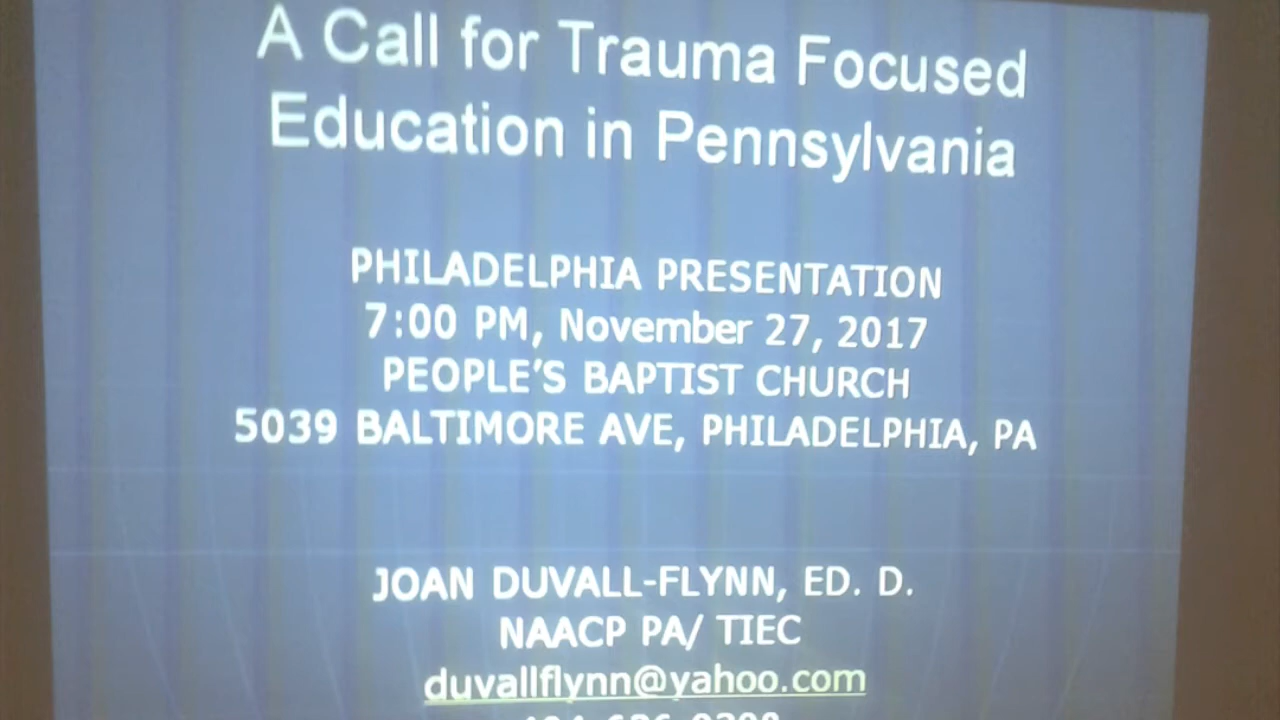 A Call for Trauma Focused
Education in Pennsylvania
PHILADELPHIA PRESENTATION
7:00 PM, November 27, 2017
PEOPLE'S BAPTIST CHURCH
5039 BALTIMORE AVE, PHILADELPHIA, PA
JOAN DUVALL-FLYNN, ED. D.
NAACP PA/ TIEC
duvallflynn@yahoo.com